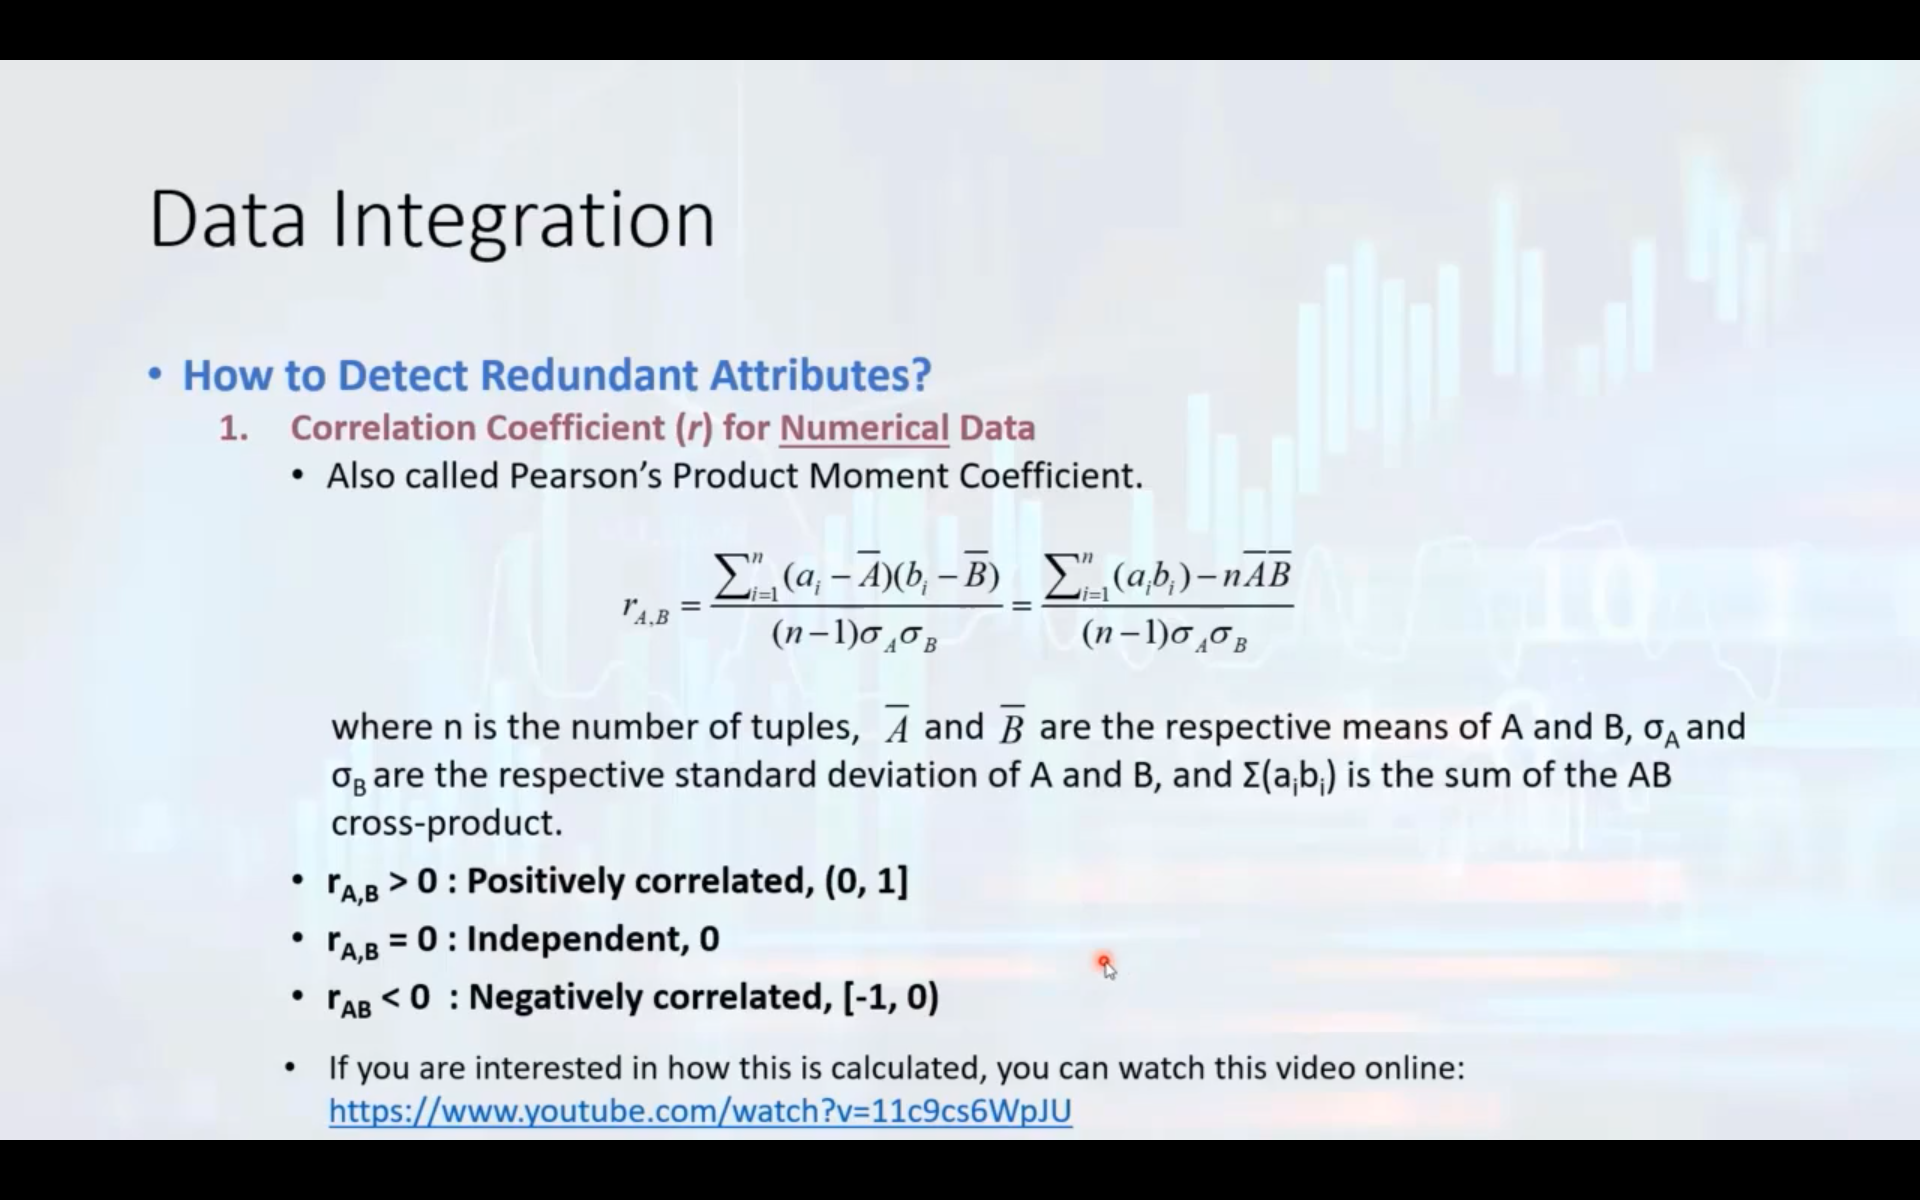 Data Integration
• How to Detect Redundant Attributes?
1. Correlation Coefficient (r) for Numerical Data
• Also called Pearson's Product Moment Coefficient.
r_{A,B} = \frac{\sum_{i=1}^{n}(a_i - \overline{A})(b_i - \overline{B})}{(n-1)\sigma_A\sigma_B} = \frac{\sum_{i=1}^{n}(a_i b_i) - n\overline{A}\overline{B}}{(n-1)\sigma_A\sigma_B}
where n is the number of tuples, \overline{A} and \overline{B} are the respective means of A and B, σ_A and
σ_B are the respective standard deviation of A and B, and Σ(a_ib_i) is the sum of the AB
cross-product.
• r_{A,B} > 0 : Positively correlated, (0, 1]
• r_{A,B} = 0 : Independent, 0
• r_{AB} < 0 : Negatively correlated, [-1, 0)
• If you are interested in how this is calculated, you can watch this video online:
https://www.youtube.com/watch?v=11c9cs6WpJU